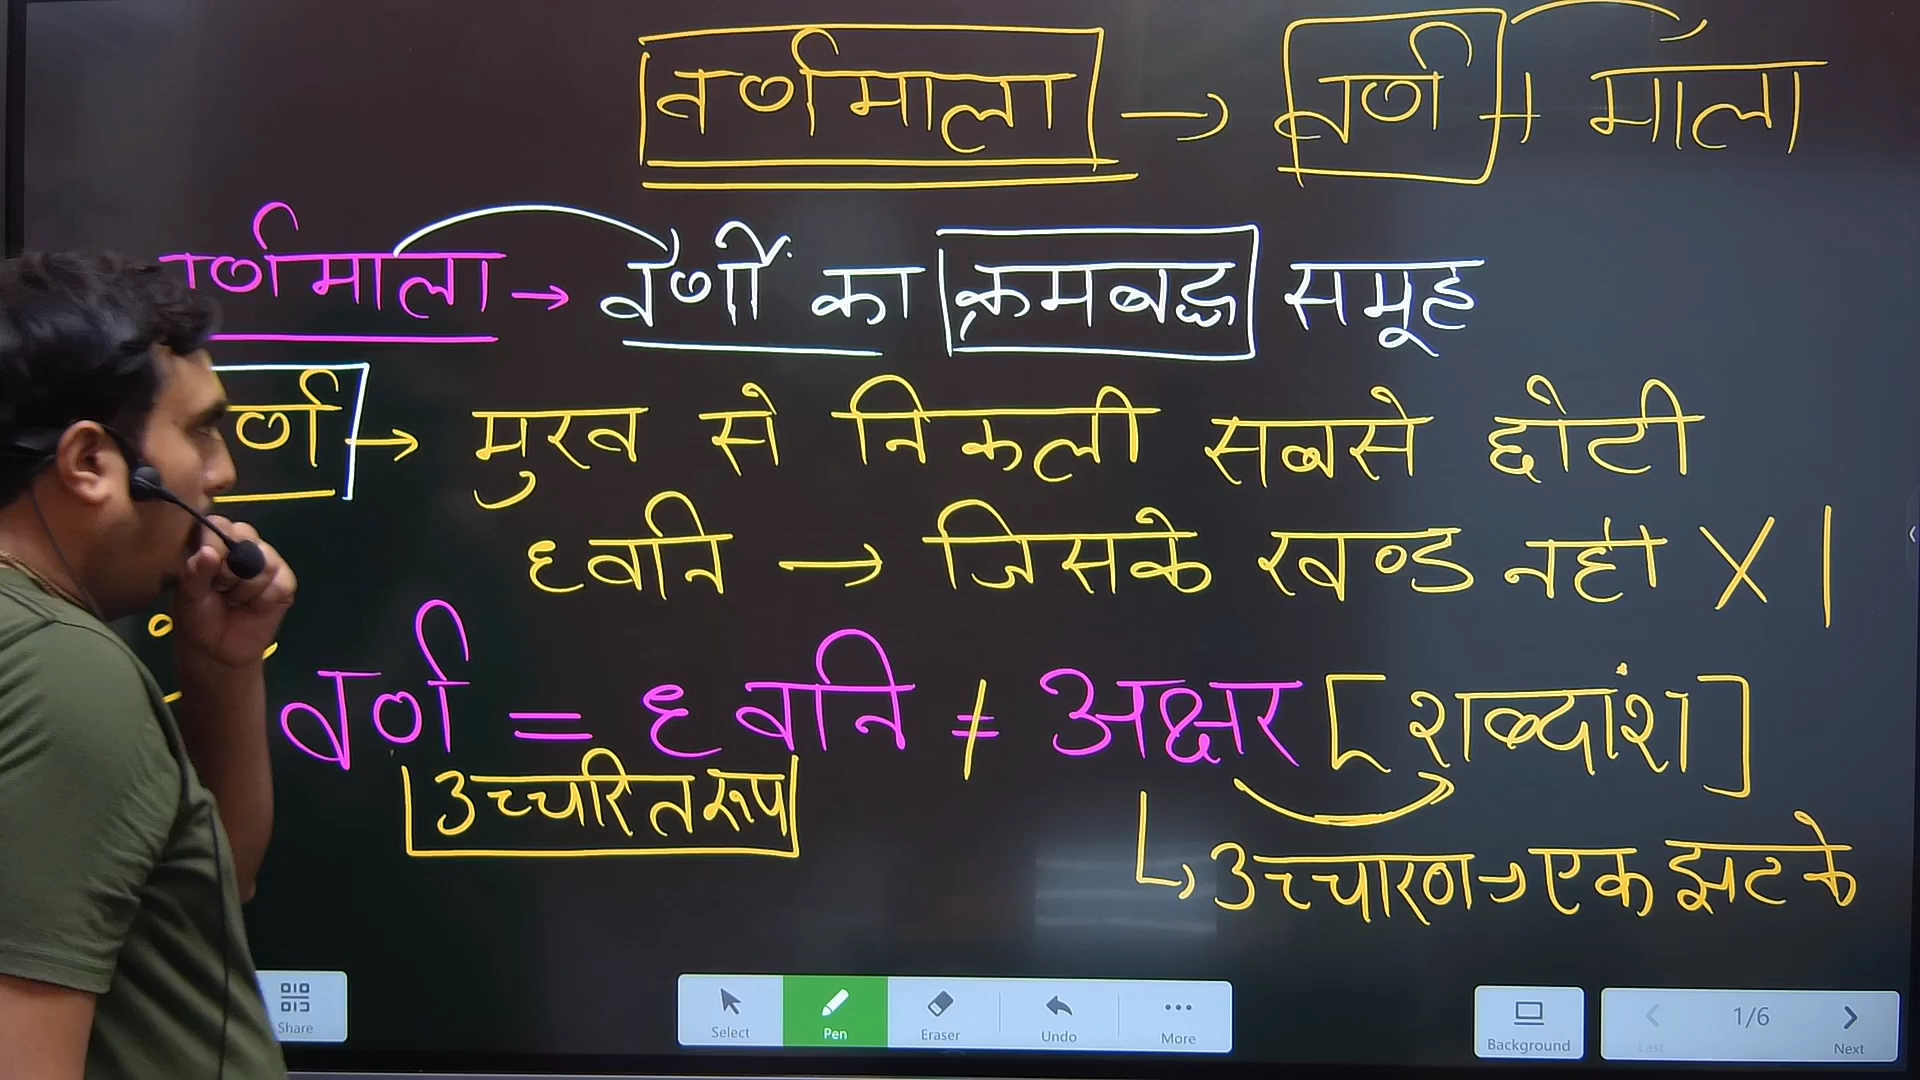 वर्णमाला → वर्ण + माला
र्णमाला → वर्णों का क्रमबद्ध समूह
र्ण → मुख से निकली सबसे छोटी
ध्वनि → जिसके खण्ड नही X |
वर्ण = ध्वनि ≠ अक्षर [शब्दांश]
उच्चरित रूप
↳ उच्चारण → एक झटके
Share
Select
Pen
Eraser
Undo
More
Background
Last
1/6
Next